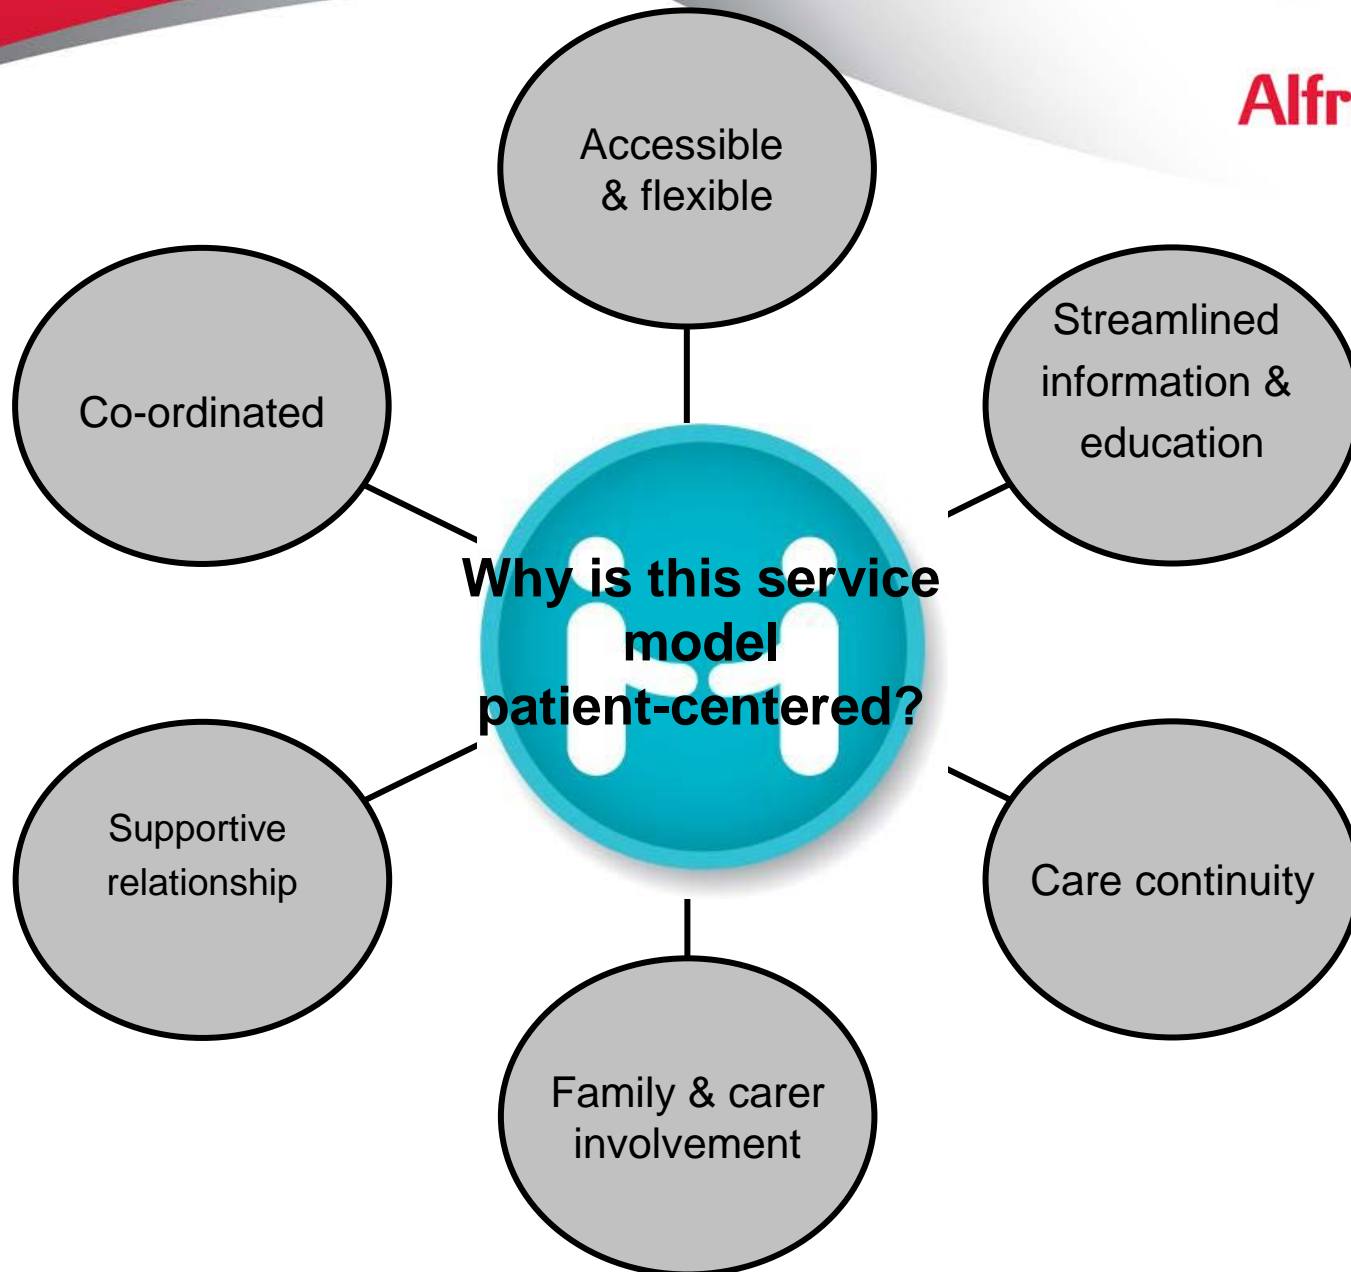 Alfr
Accessible
& flexible
Streamlined
information &
education
Co-ordinated
Why is this service
model
patient-centered?
Supportive
relationship
Care continuity
Family & carer
involvement